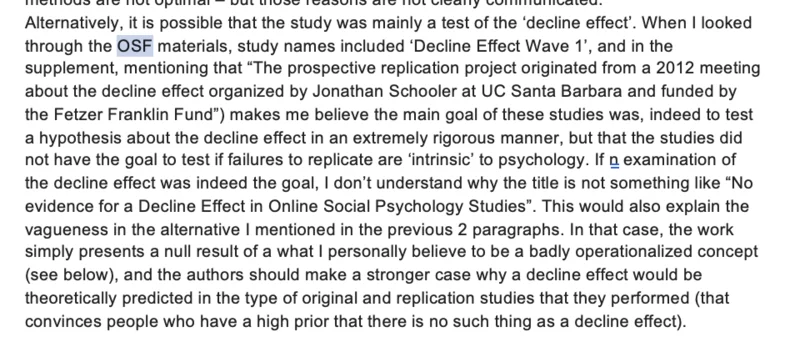 methods are not optimal – but those reasons are not clearly communicated.
Alternatively, it is possible that the study was mainly a test of the ‘decline effect’. When I looked
through the OSF materials, study names included ‘Decline Effect Wave 1’, and in the
supplement, mentioning that “The prospective replication project originated from a 2012 meeting
about the decline effect organized by Jonathan Schooler at UC Santa Barbara and funded by
the Fetzer Franklin Fund”) makes me believe the main goal of these studies was, indeed to test
a hypothesis about the decline effect in an extremely rigorous manner, but that the studies did
not have the goal to test if failures to replicate are ‘intrinsic’ to psychology. If n examination of
the decline effect was indeed the goal, I don’t understand why the title is not something like “No
evidence for a Decline Effect in Online Social Psychology Studies”. This would also explain the
vagueness in the alternative I mentioned in the previous 2 paragraphs. In that case, the work
simply presents a null result of a what I personally believe to be a badly operationalized concept
(see below), and the authors should make a stronger case why a decline effect would be
theoretically predicted in the type of original and replication studies that they performed (that
convinces people who have a high prior that there is no such thing as a decline effect).